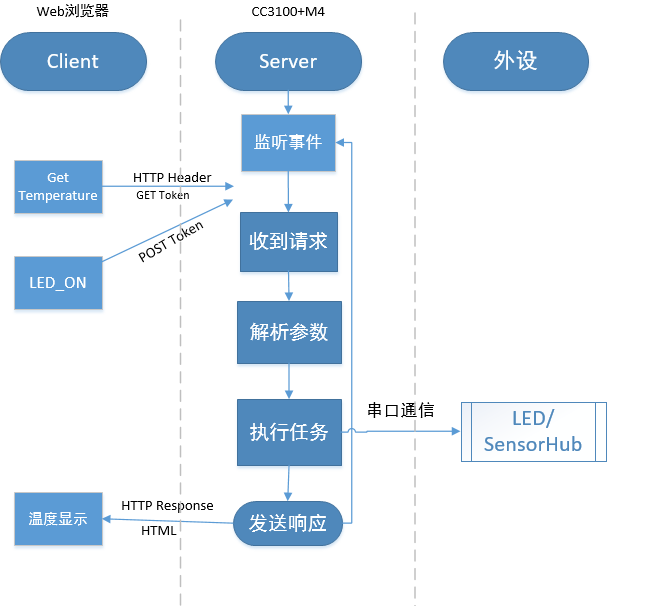 Web浏览器
CC3100+M4
Client
Server
外设
监听事件
Get
Temperature
HTTP Header
GET Token
POST Token
收到请求
LED_ON
解析参数
执行任务
串口通信
LED/
SensorHub
温度显示
HTTP Response
HTML
发送响应